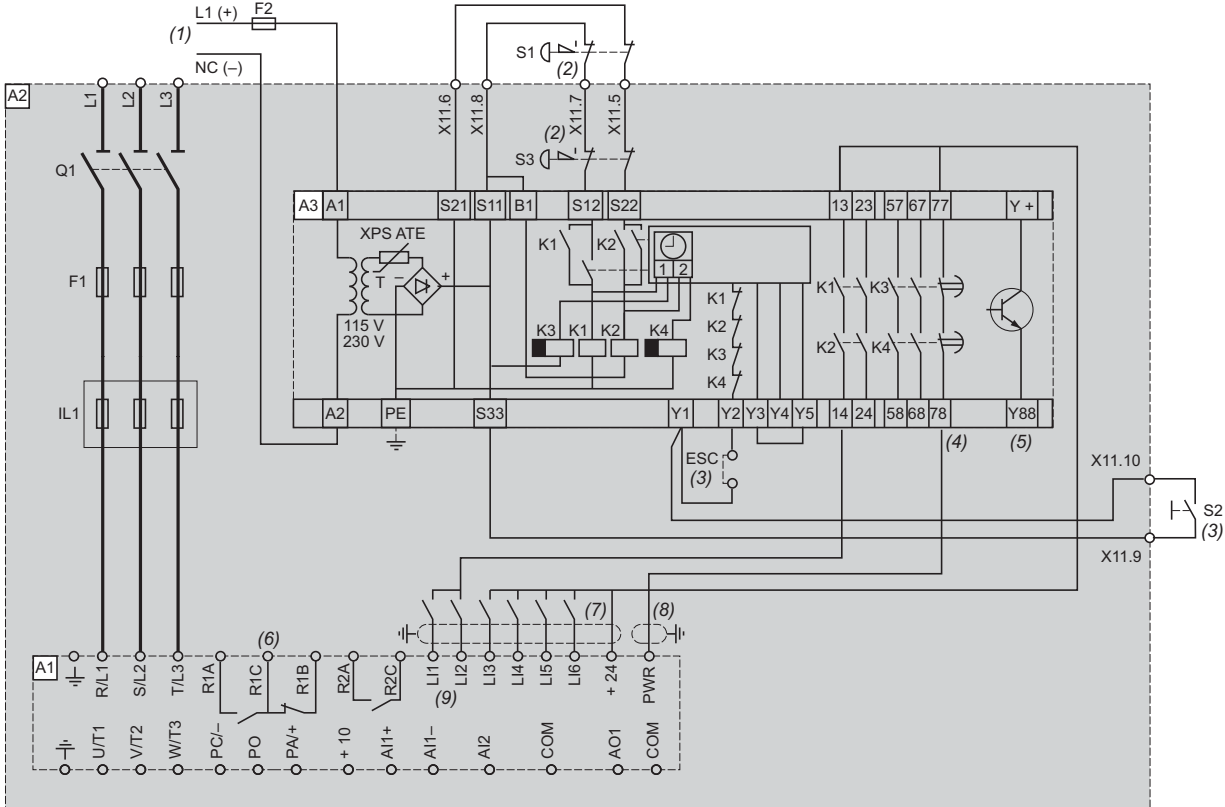 L1 (+) F2
(1)
NC (–)
S1
(2)
A2
L1 L2 L3
X11.6 X11.8 X11.7 X11.5
(2)
S3
Q1
A3 A1 S21 S11 B1 S12 S22 13 23 57 67 77 Y +
XPS ATE
K1 K2
T – +
1 2
F1
K1 K1 K3
115 V
230 V
K2
K3 K1 K2 K4
K2 K4
K3
K4
IL1
A2 PE S33 Y1 Y2 Y3 Y4 Y5 14 24 58 68 78 Y88
(4) (5)
ESC
(3)
X11.10
S2
(3)
X11.9
(7) (8)
(6)
A1
R/L1 S/L2 T/L3 R1A R1C R1B R2A R2C LI1 LI2 LI3 LI4 LI5 LI6 + 24 PWR
(9)
U/T1 V/T2 W/T3 PC/– PO PA/+ + 10 AI1+ AI1– AI2 COM AO1 COM